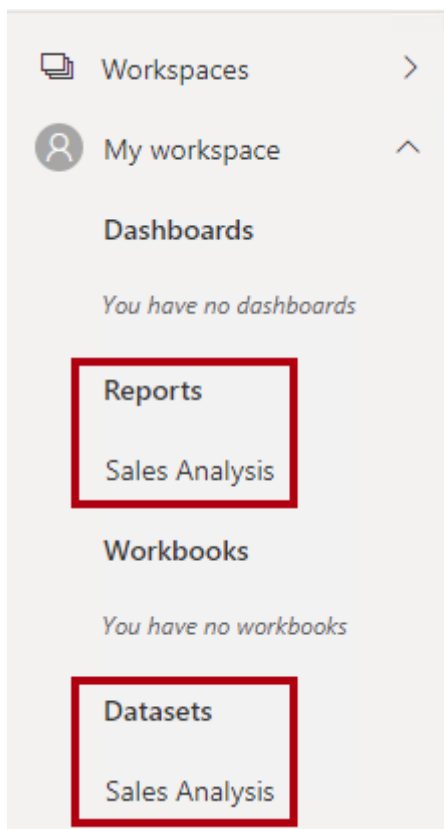 Workspaces
My workspace
Dashboards
You have no dashboards
Reports
Sales Analysis
Workbooks
You have no workbooks
Datasets
Sales Analysis